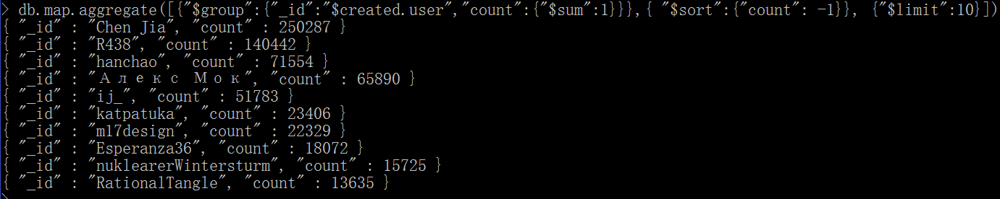 > db.map.aggregate([{"$group":{"_id":"$created.user","count":{"$sum":1}}},{ "$sort":{"count": -1}}, {"$limit":10}])
{ "_id" : "Chen Jia", "count" : 250287 }
{ "_id" : "R438", "count" : 140442 }
{ "_id" : "hanchao", "count" : 71554 }
{ "_id" : "Алекс Мок", "count" : 65890 }
{ "_id" : "ij_", "count" : 51783 }
{ "_id" : "katpatuka", "count" : 23406 }
{ "_id" : "m17design", "count" : 22329 }
{ "_id" : "Esperanza36", "count" : 18072 }
{ "_id" : "nuklearerWintersturm", "count" : 15725 }
{ "_id" : "RationalTangle", "count" : 13635 }